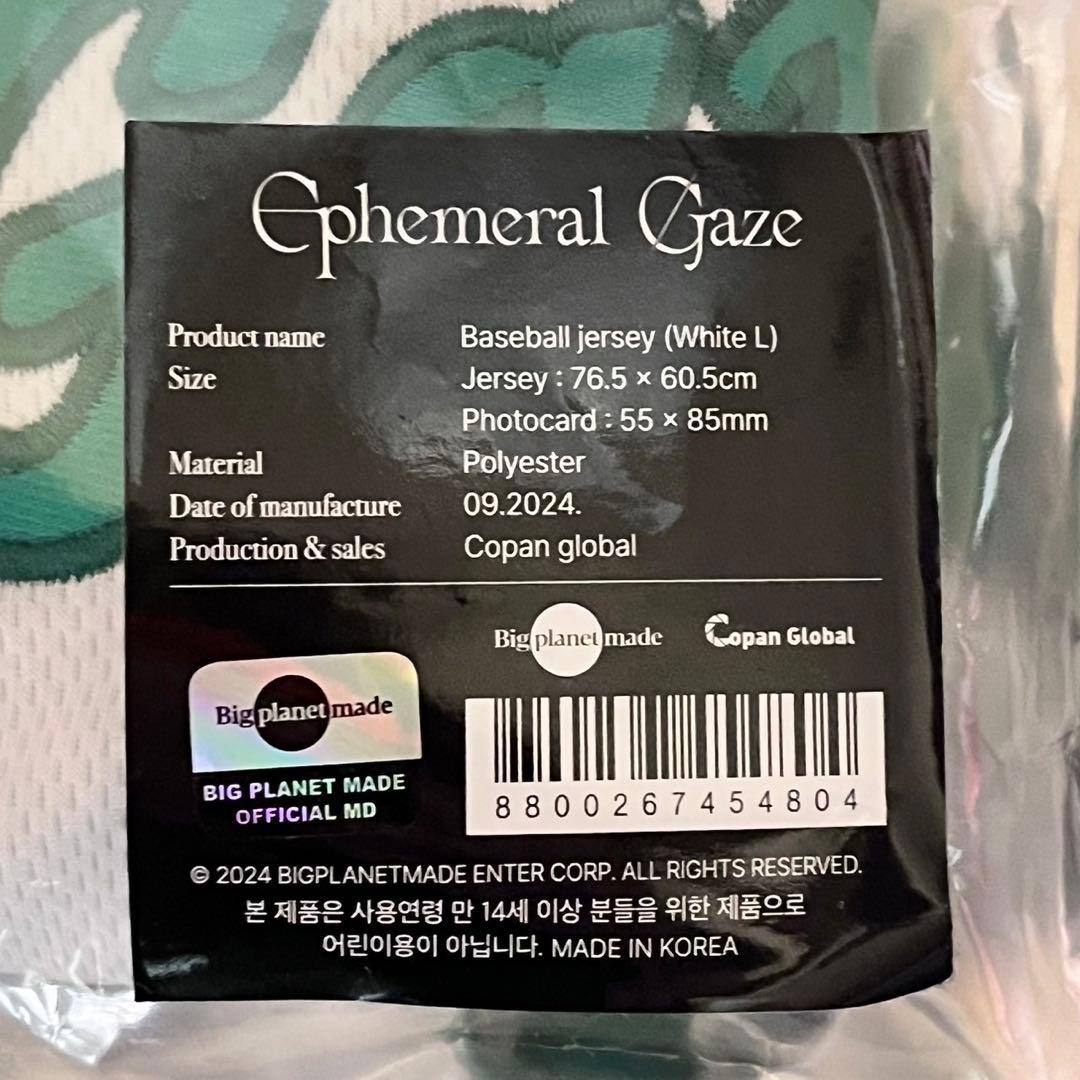 Ephemeral Gaze
Product name Baseball jersey (White L)
Size Jersey : 76.5 × 60.5cm
Photocard : 55 × 85mm
Material Polyester
Date of manufacture 09.2024.
Production & sales Copan global
Big planet made Copan Global
Big planet made
BIG PLANET MADE
OFFICIAL MD
8800267454804
© 2024 BIGPLANETMADE ENTER CORP. ALL RIGHTS RESERVED.
본 제품은 사용연령 만 14세 이상 분들을 위한 제품으로
어린이용이 아닙니다. MADE IN KOREA